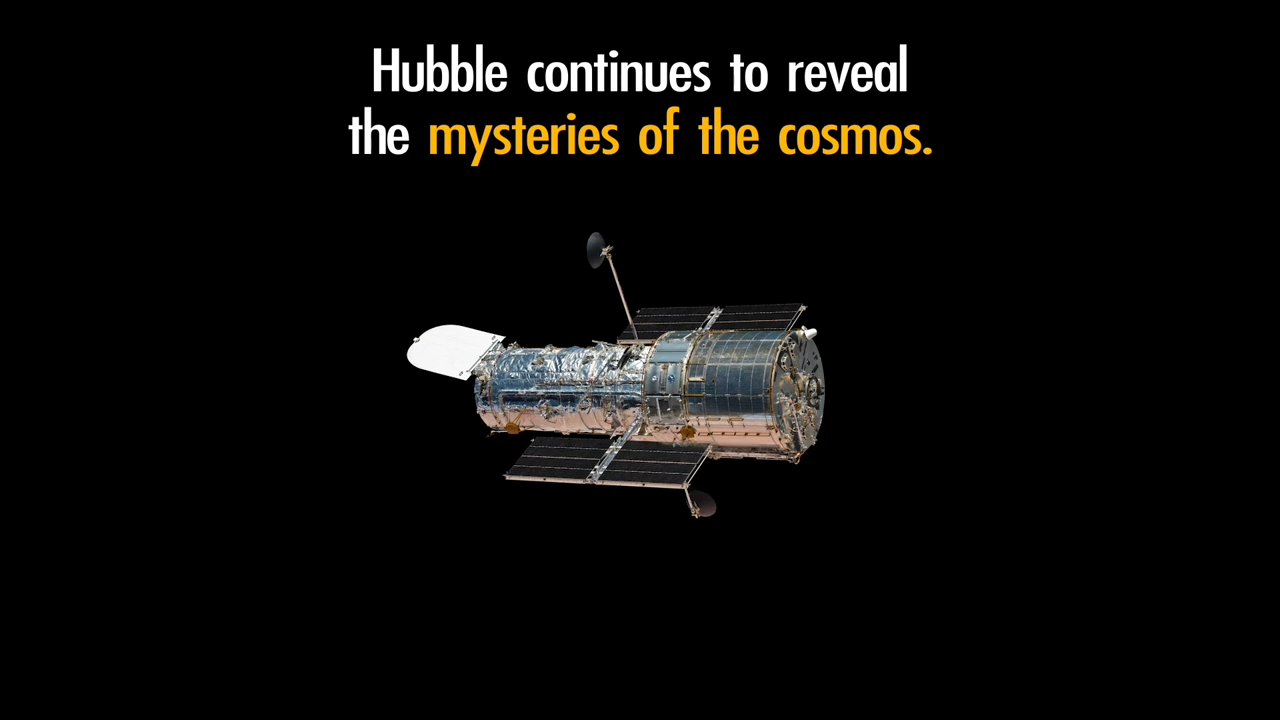 Hubble continues to reveal
the mysteries of the cosmos.